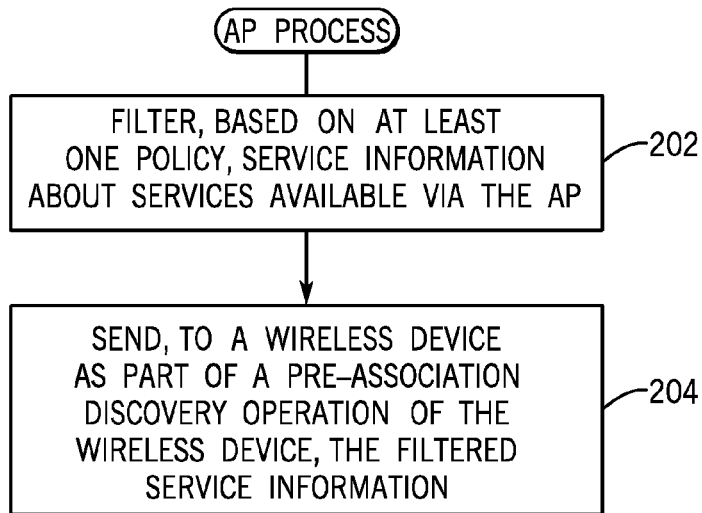 AP PROCESS
FILTER, BASED ON AT LEAST
ONE POLICY, SERVICE INFORMATION
ABOUT SERVICES AVAILABLE VIA THE AP
202
SEND, TO A WIRELESS DEVICE
AS PART OF A PRE–ASSOCIATION
DISCOVERY OPERATION OF THE
WIRELESS DEVICE, THE FILTERED
SERVICE INFORMATION
204